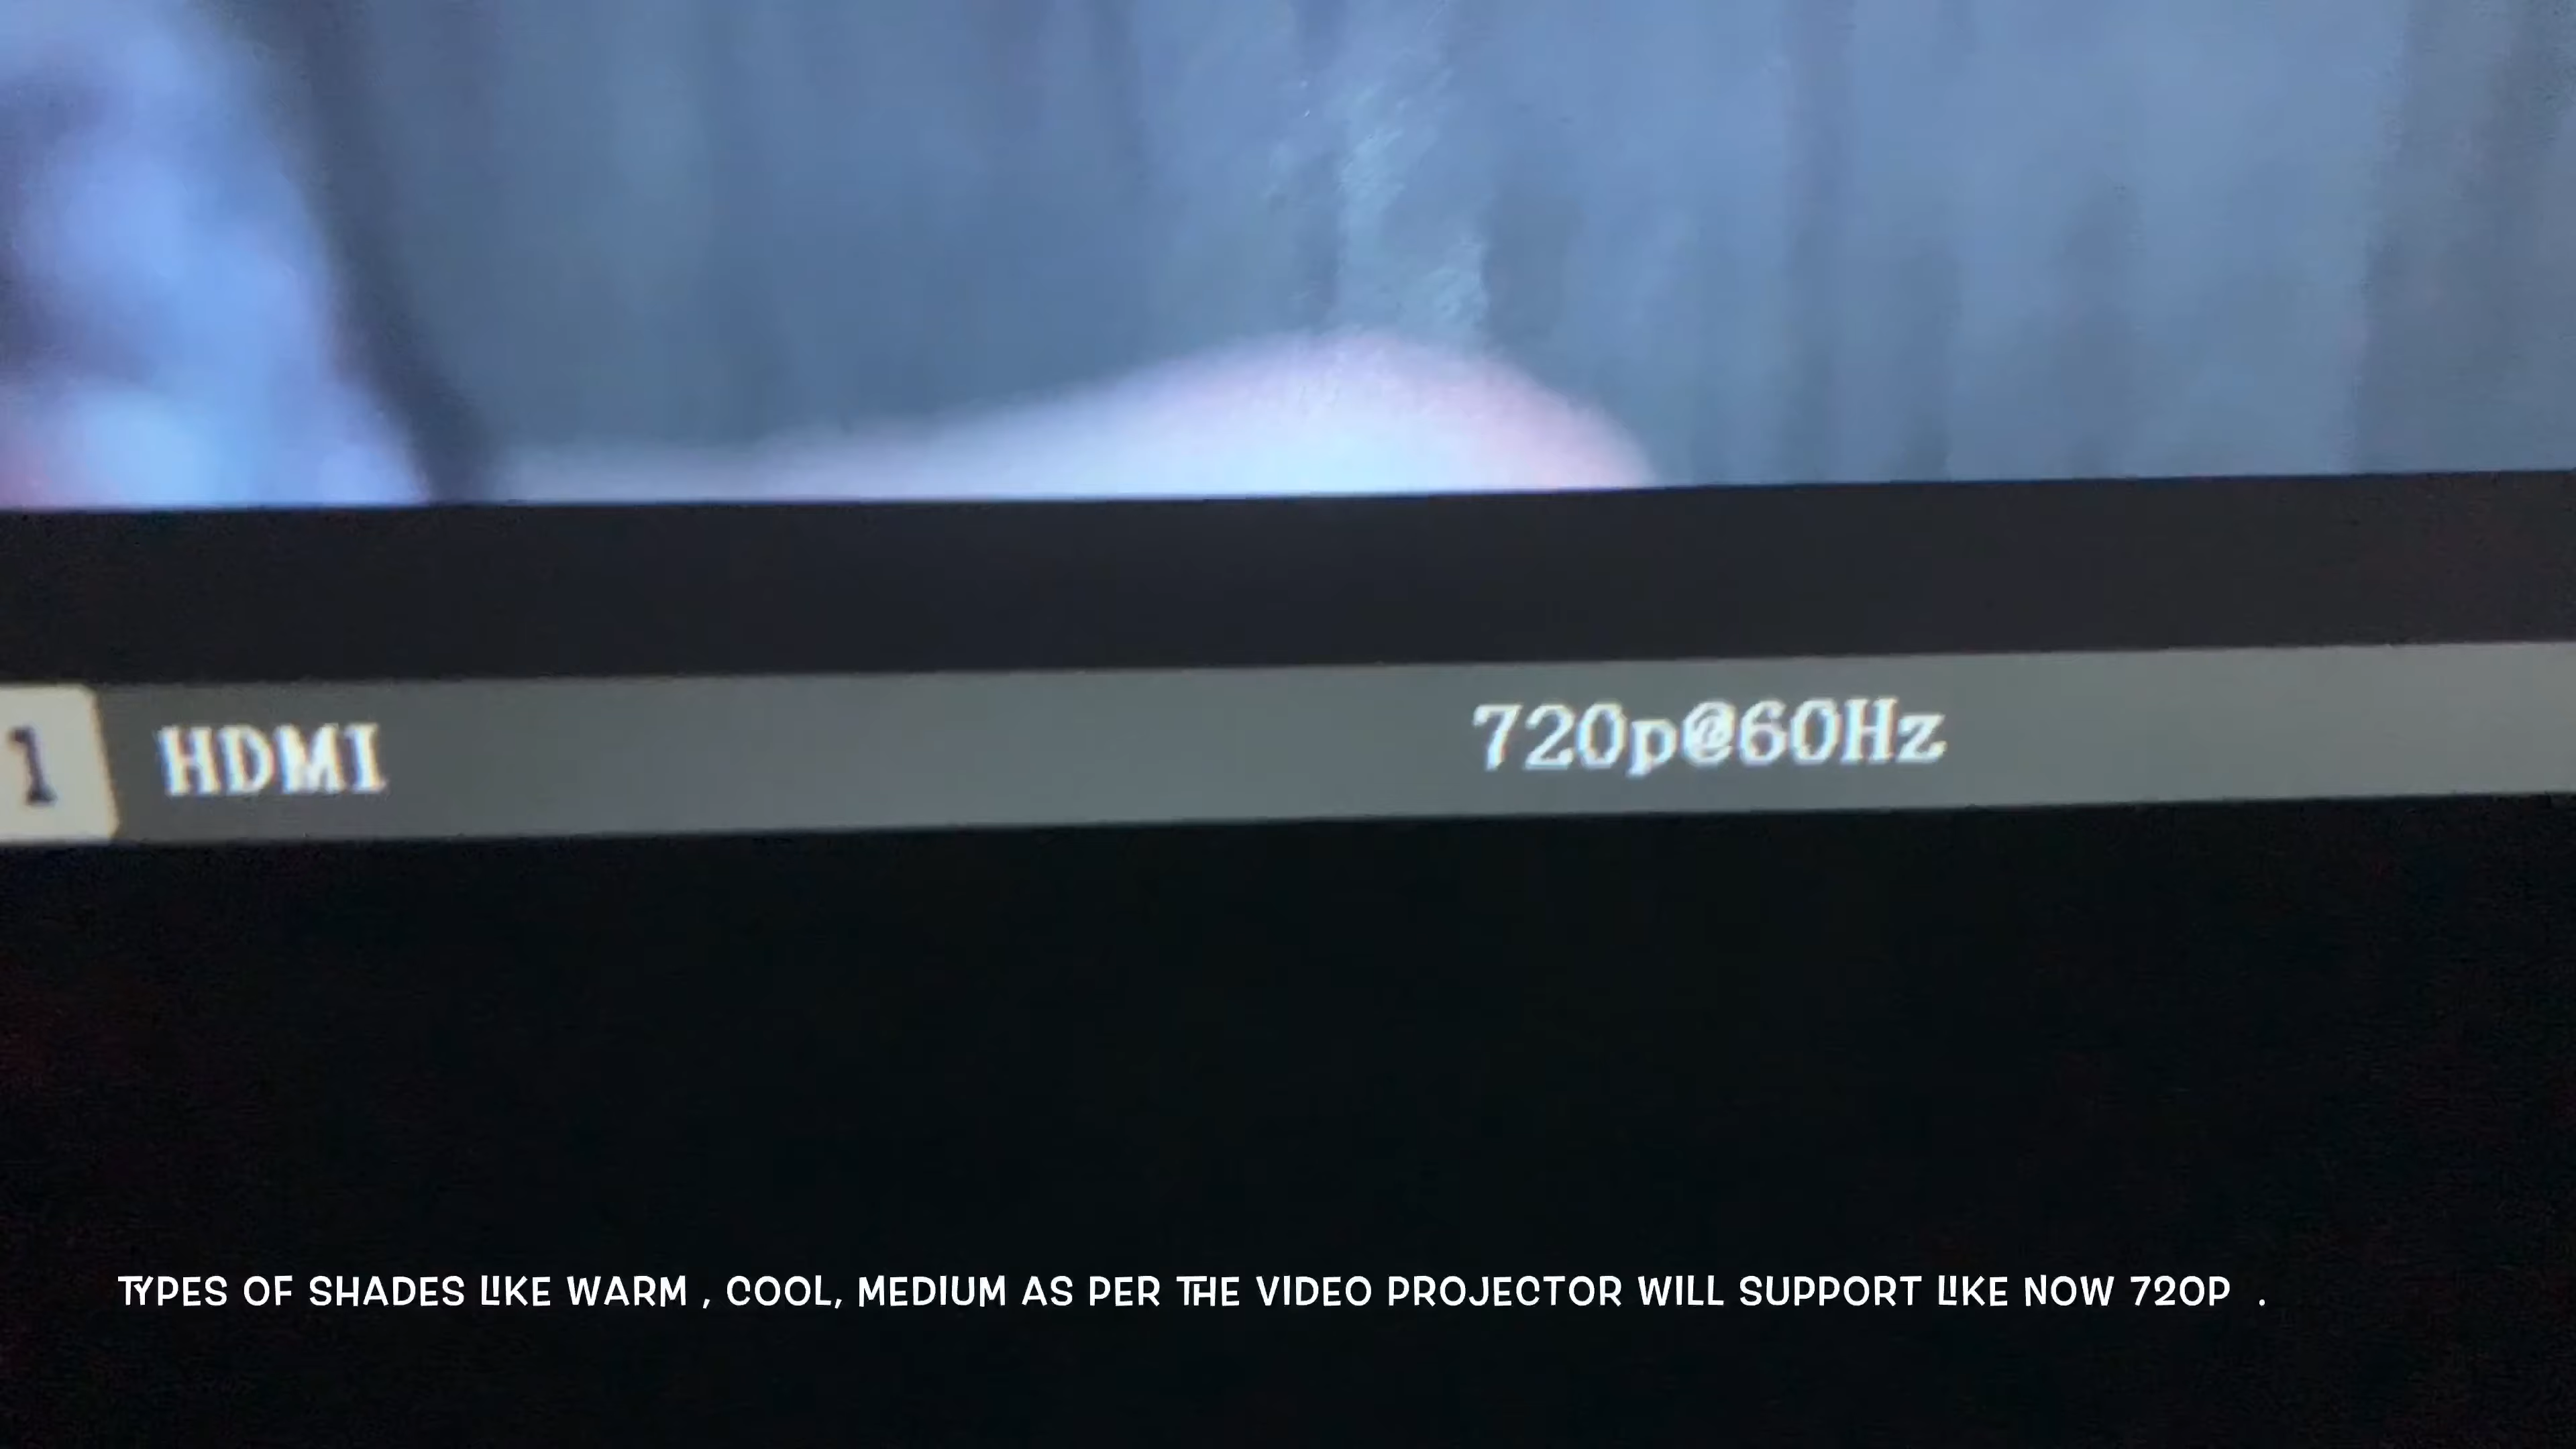 1 HDMI 720p@60Hz
TYPES OF SHADES LIKE WARM , COOL, MEDIUM AS PER THE VIDEO PROJECTOR WILL SUPPORT LIKE NOW 720P .